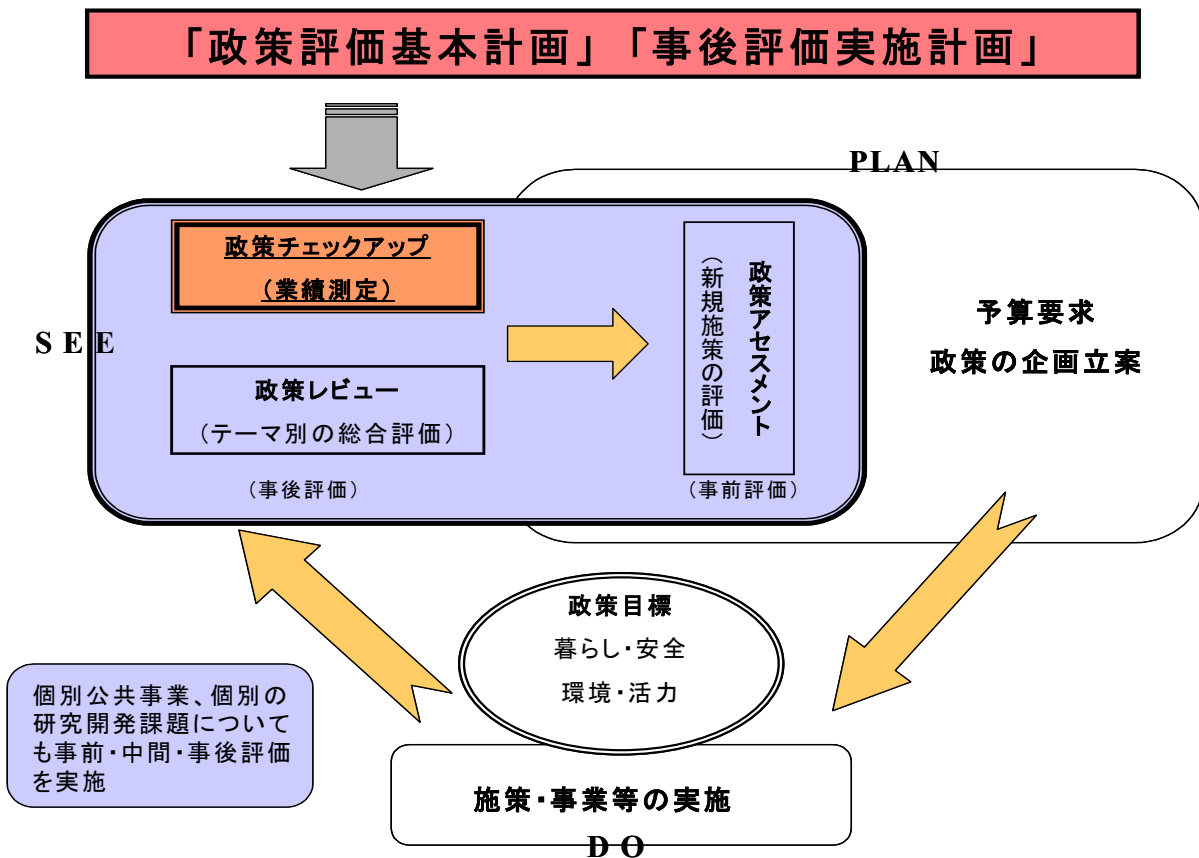 「政策評価基本計画」「事後評価実施計画」
PLAN
政策チェックアップ
(業績測定)
SEE
政策レビュー
(テーマ別の総合評価)
(事後評価)
政策アセスメント
(新規施策の評価)
(事前評価)
予算要求
政策の企画立案
政策目標
暮らし・安全
環境・活力
個別公共事業、個別の
研究開発課題について
も事前・中間・事後評価
を実施
施策・事業等の実施
DO